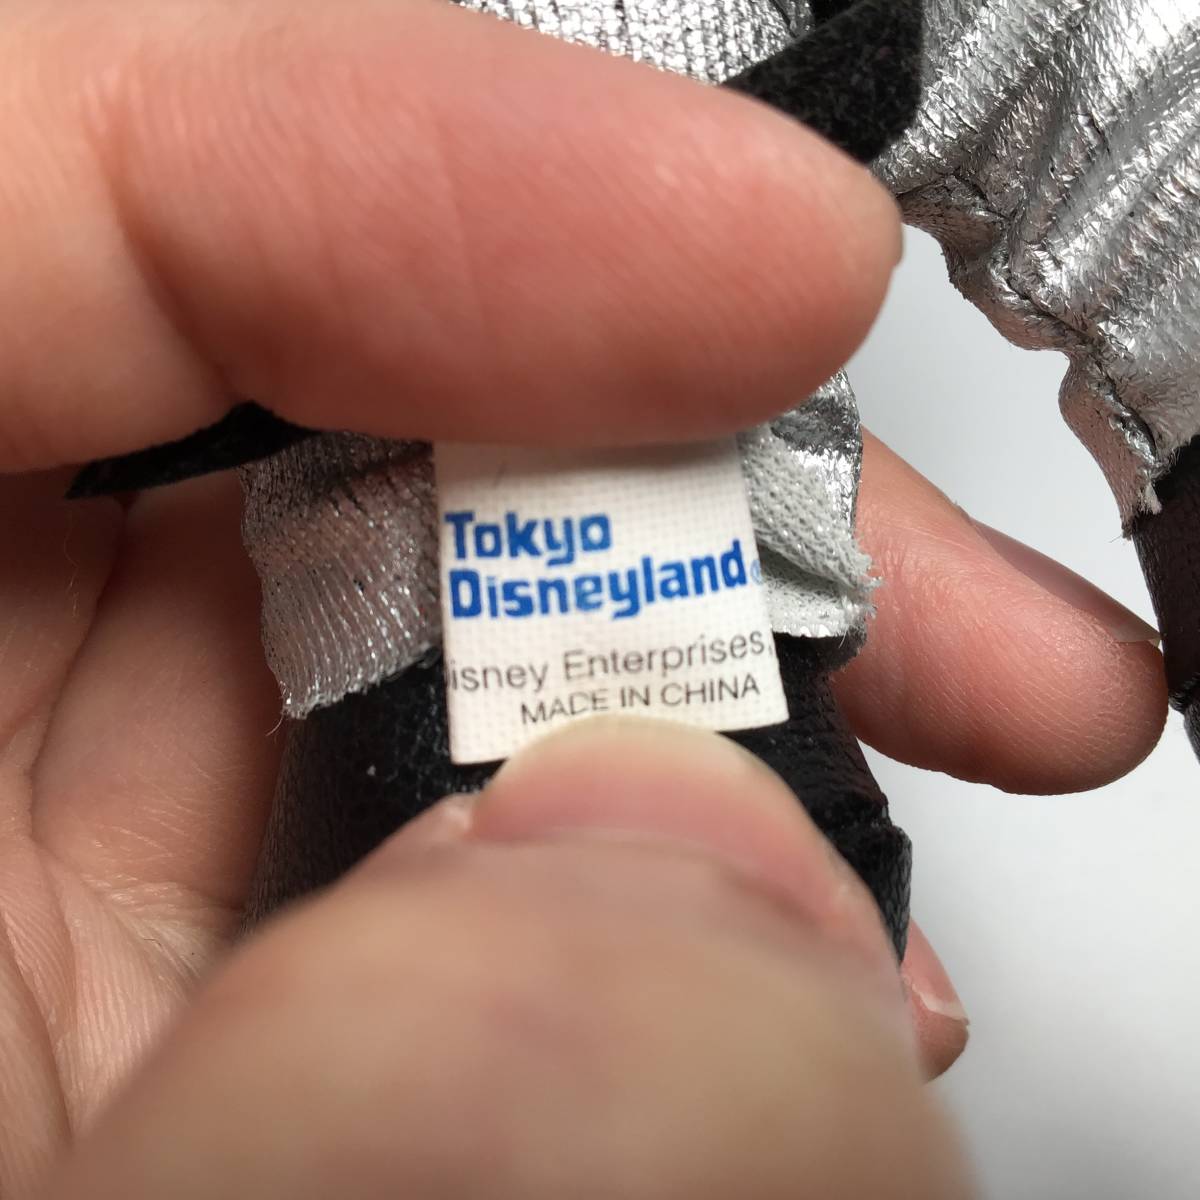 Tokyo
Disneyland®
isney Enterprises,
MADE IN CHINA